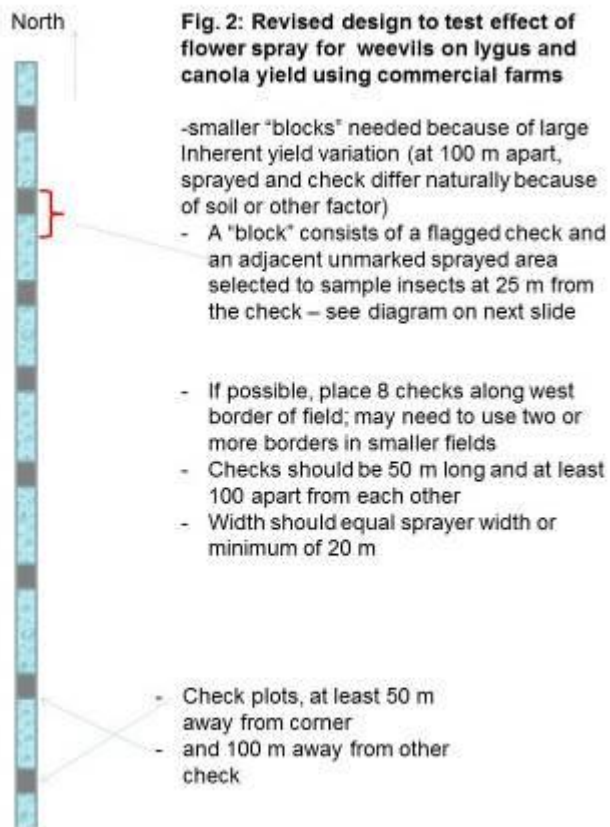 North
Fig. 2: Revised design to test effect of
flower spray for weevils on lygus and
canola yield using commercial farms
-smaller “blocks” needed because of large
Inherent yield variation (at 100 m apart,
sprayed and check differ naturally because
of soil or other factor)
- A “block” consists of a flagged check and
an adjacent unmarked sprayed area
selected to sample insects at 25 m from
the check – see diagram on next slide
- If possible, place 8 checks along west
border of field; may need to use two or
more borders in smaller fields
- Checks should be 50 m long and at least
100 apart from each other
- Width should equal sprayer width or
minimum of 20 m
- Check plots, at least 50 m
away from corner
- and 100 m away from other
check